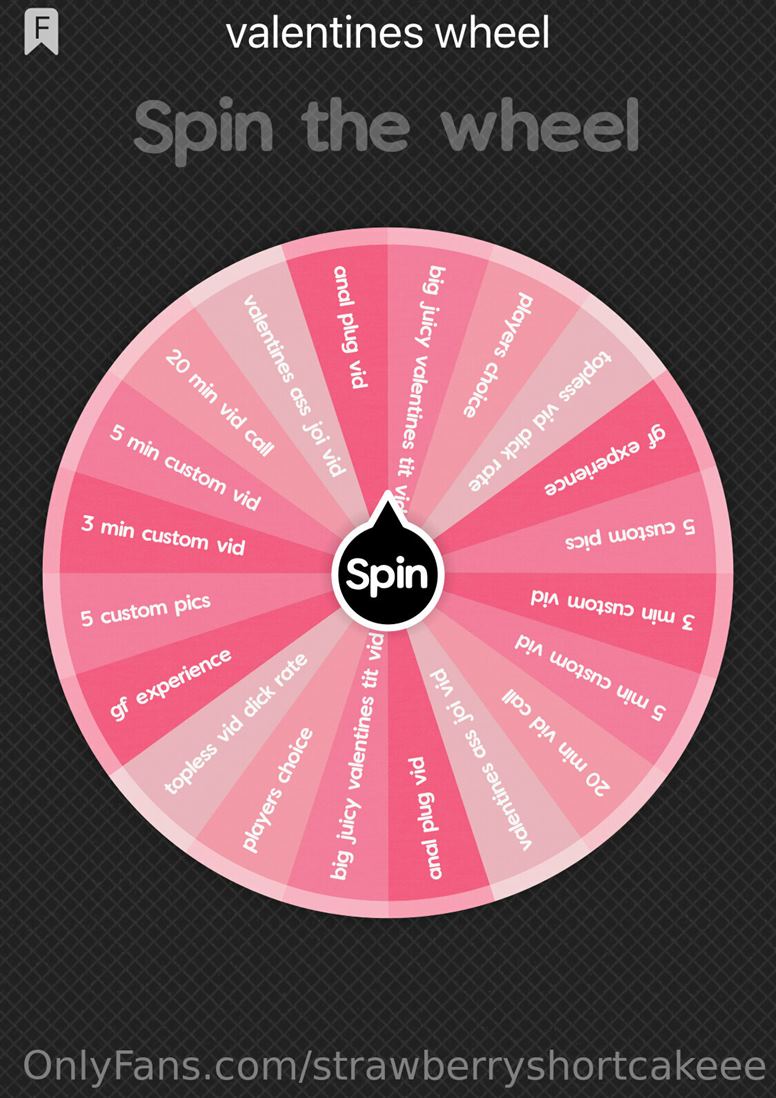 F
valentines wheel
Spin the wheel
big juicy valentines tit vid
players choice
topless vid dick rate
gf experience
5 custom pics
3 min custom vid
5 min custom vid
20 min vid call
valentines ass joi vid
anal plug vid
big juicy valentines tit vid
players choice
topless vid dick rate
gf experience
5 custom pics
3 min custom vid
5 min custom vid
20 min vid call
valentines ass joi vid
anal plug vid
Spin
OnlyFans.com/strawberryshortcakeee